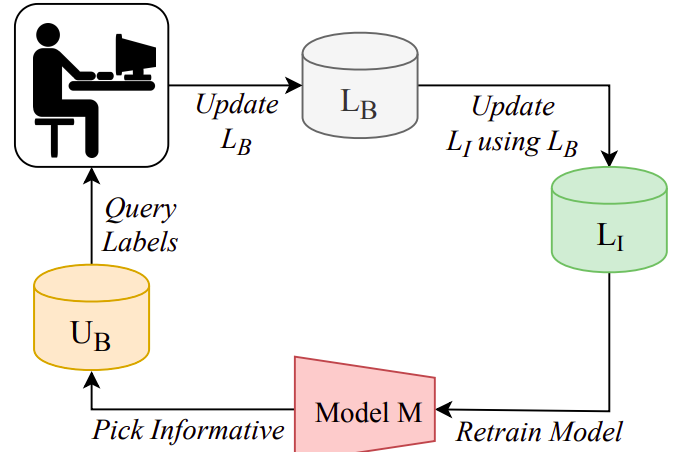 Update
L_B
L_B
Update
L_I using L_B
L_I
Query
Labels
U_B
Model M
Pick Informative
Retrain Model